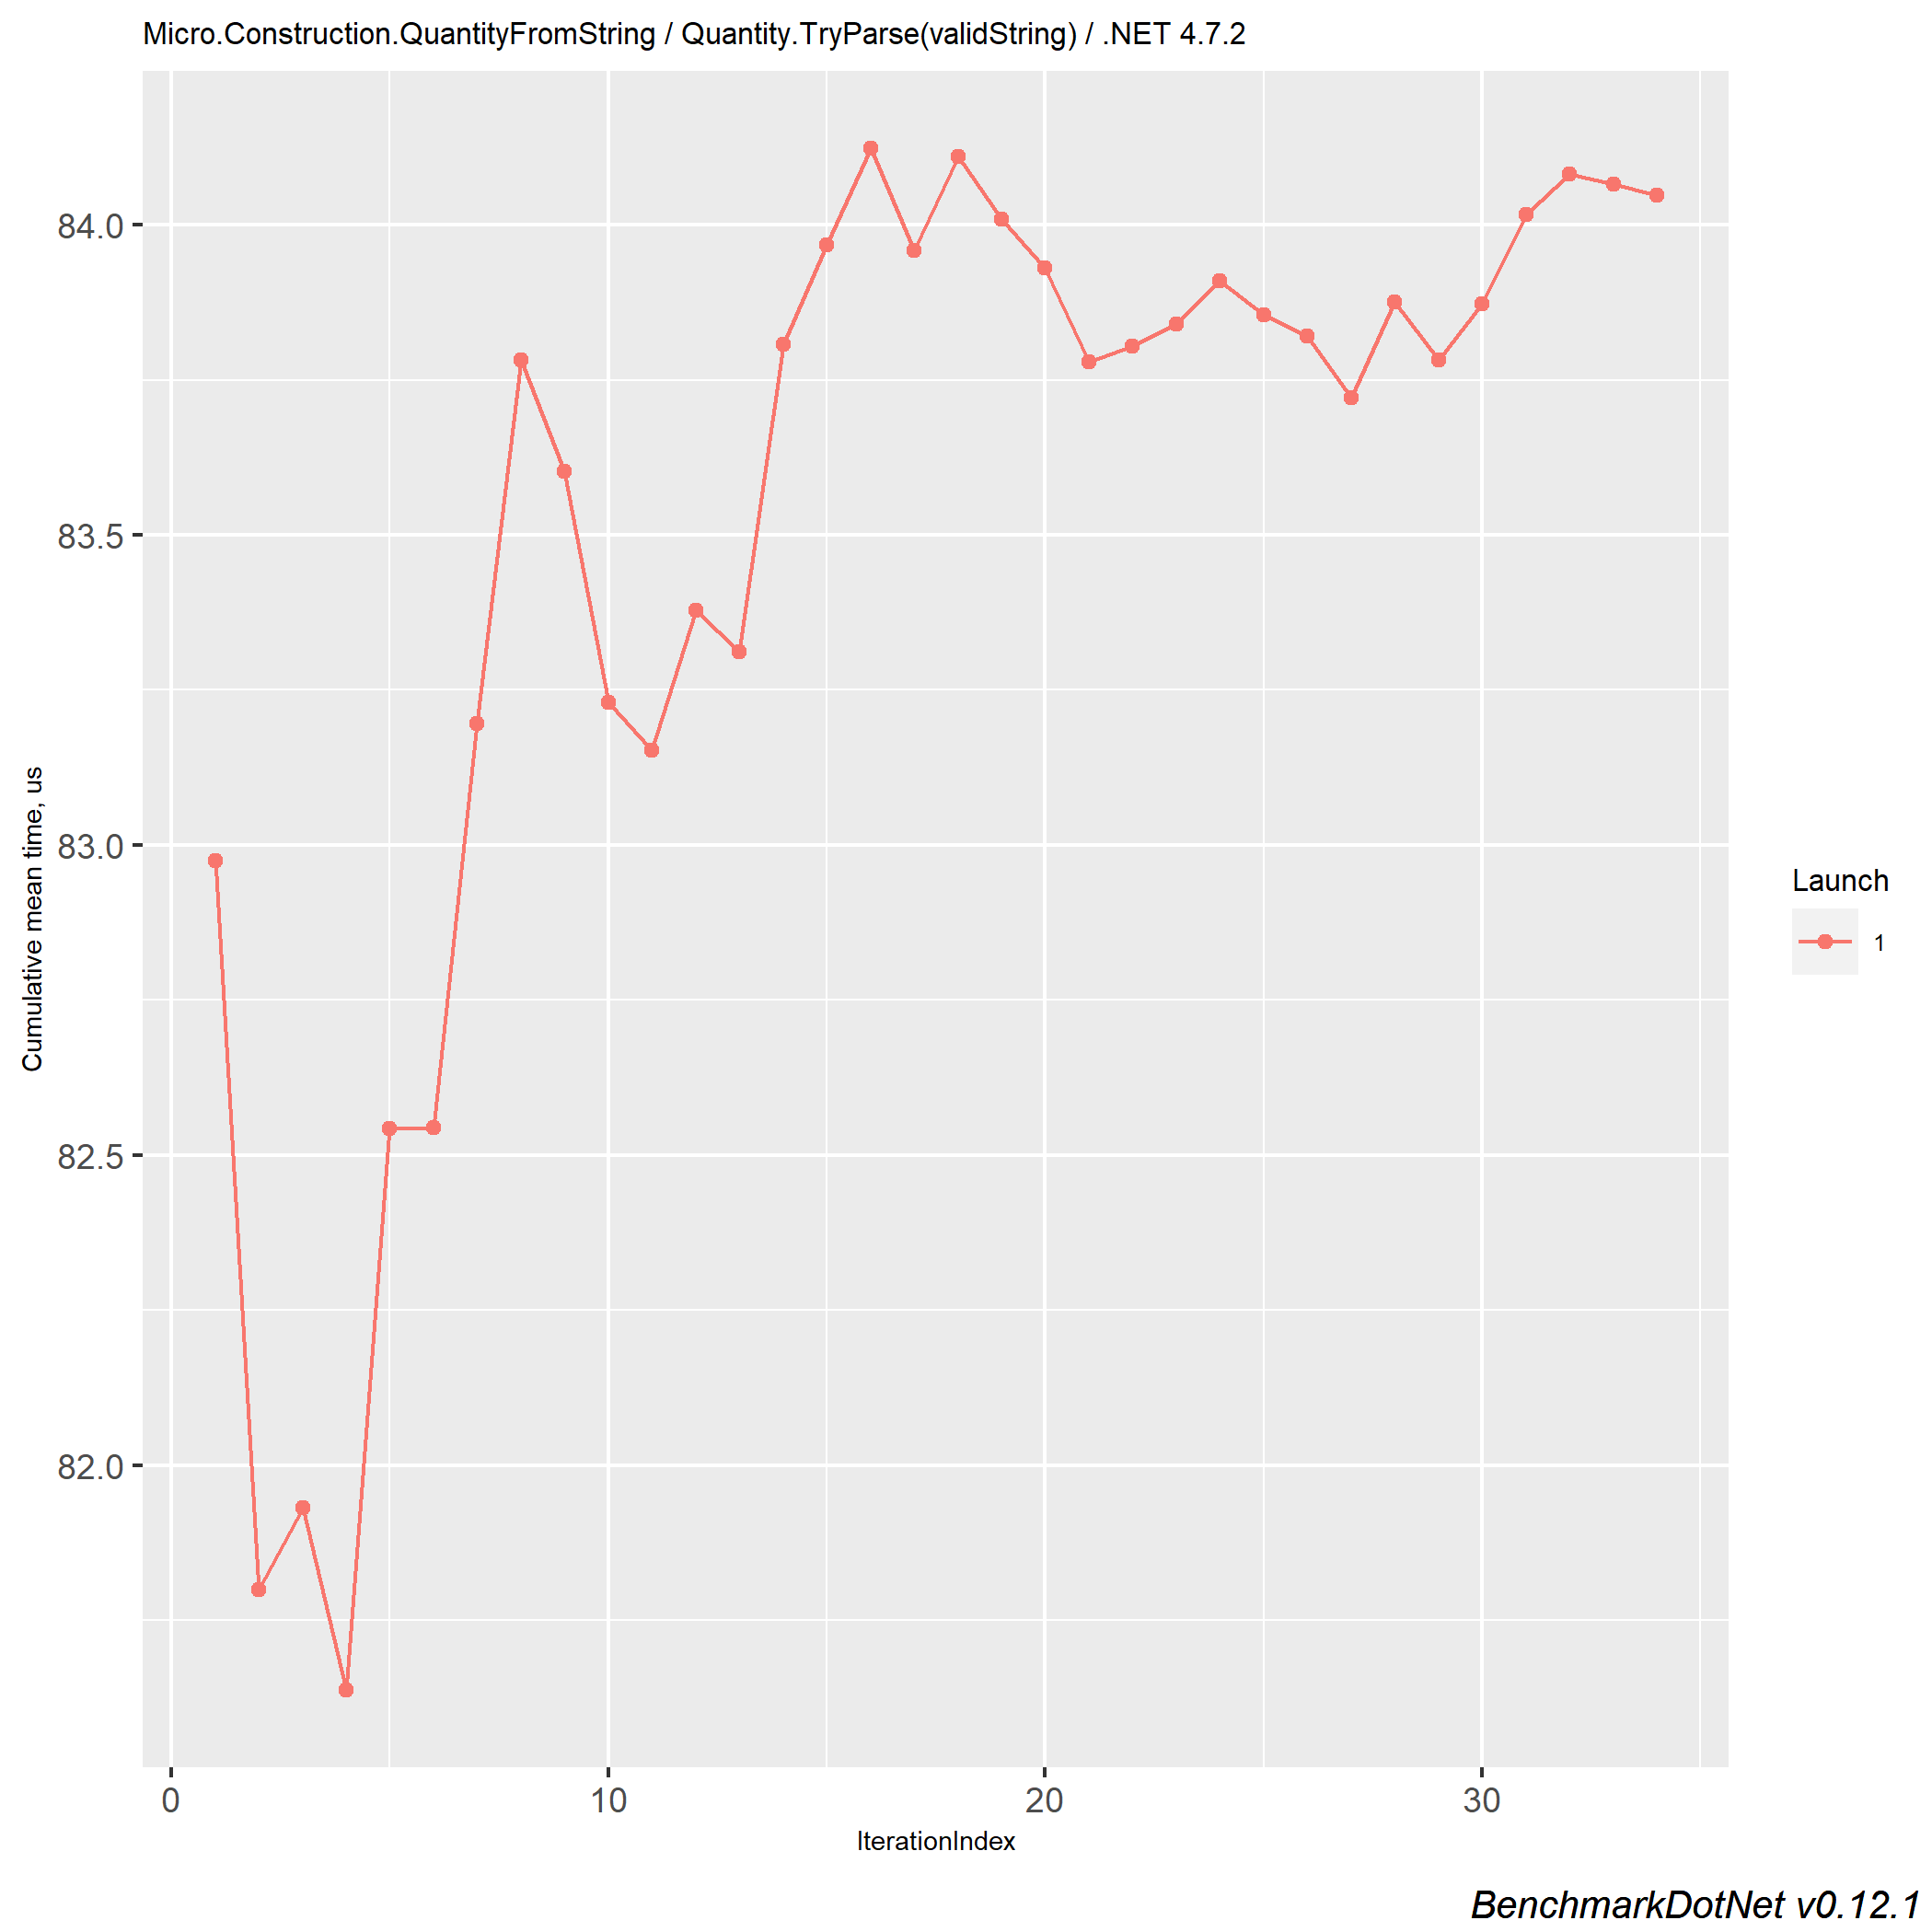 Micro.Construction.QuantityFromString / Quantity.TryParse(validString) / .NET 4.7.2
84.0
83.5
83.0
82.5
82.0
Cumulative mean time, us
0 10 20 30
IterationIndex
Launch
1
BenchmarkDotNet v0.12.1